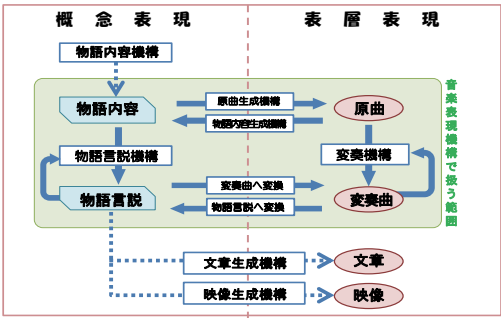 概念表現
表層表現
物語内容機構
物語内容
原曲生成機構
原曲
物語内容生成機構
物語言説機構
変奏機構
変奏曲へ変換
物語言説
変奏曲
物語言説へ変換
文章生成機構
文章
映像生成機構
映像
音楽表現機構で扱う範囲